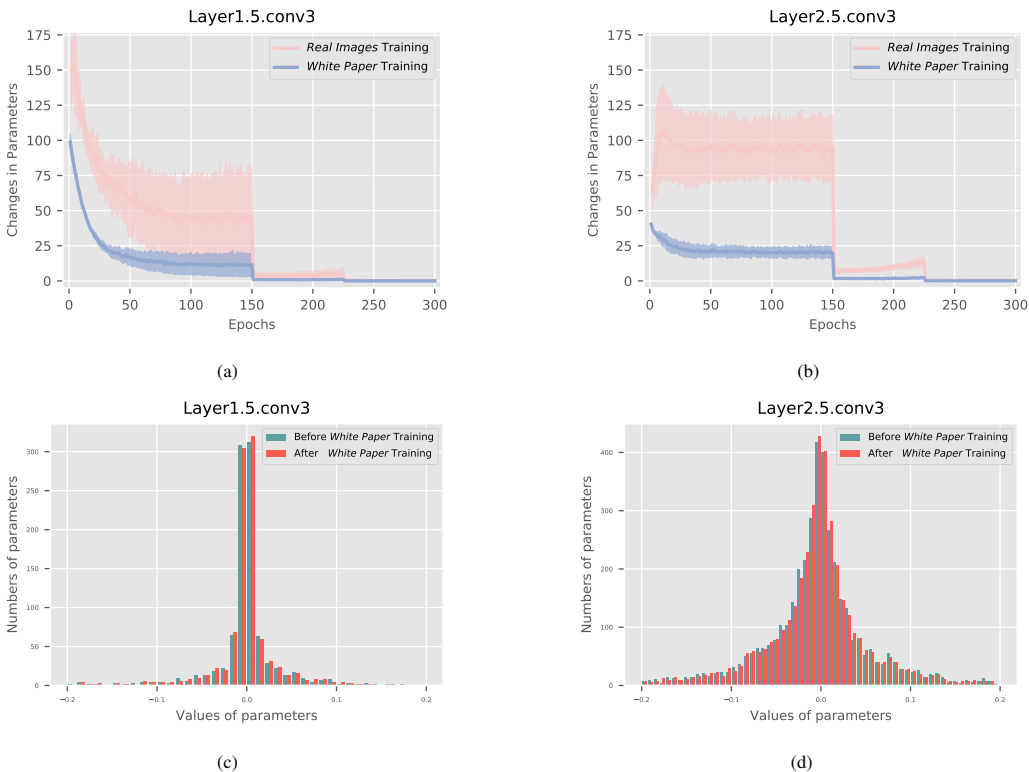 Layer1.5.conv3
175
150
125
100
75
50
25
0
Changes in Parameters
Real Images Training
White Paper Training
0 50 100 150 200 250 300
Epochs
(a)
Layer2.5.conv3
175
150
125
100
75
50
25
0
Changes in Parameters
Real Images Training
White Paper Training
0 50 100 150 200 250 300
Epochs
(b)
Layer1.5.conv3
300
250
200
150
100
50
0
Numbers of parameters
Before White Paper Training
After White Paper Training
−0.2 −0.1 0.0 0.1 0.2
Values of parameters
(c)
Layer2.5.conv3
400
300
200
100
0
Numbers of parameters
Before White Paper Training
After White Paper Training
−0.2 −0.1 0.0 0.1 0.2
Values of parameters
(d)